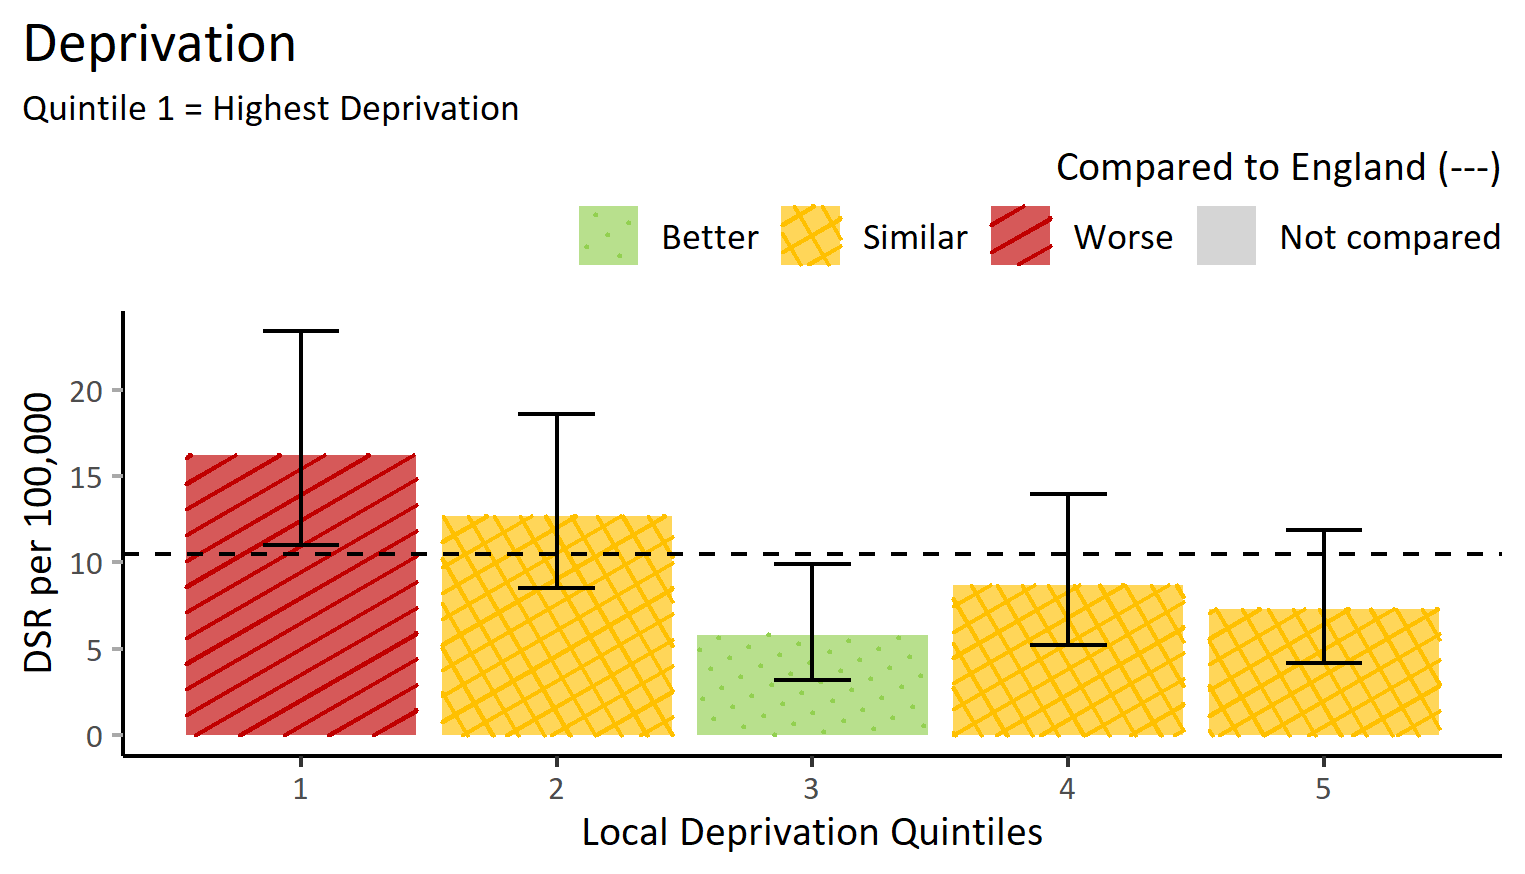 Deprivation
Quintile 1 = Highest Deprivation
Compared to England (---)
Better Similar Worse Not compared
DSR per 100,000
20
15
10
5
0
1 2 3 4 5
Local Deprivation Quintiles